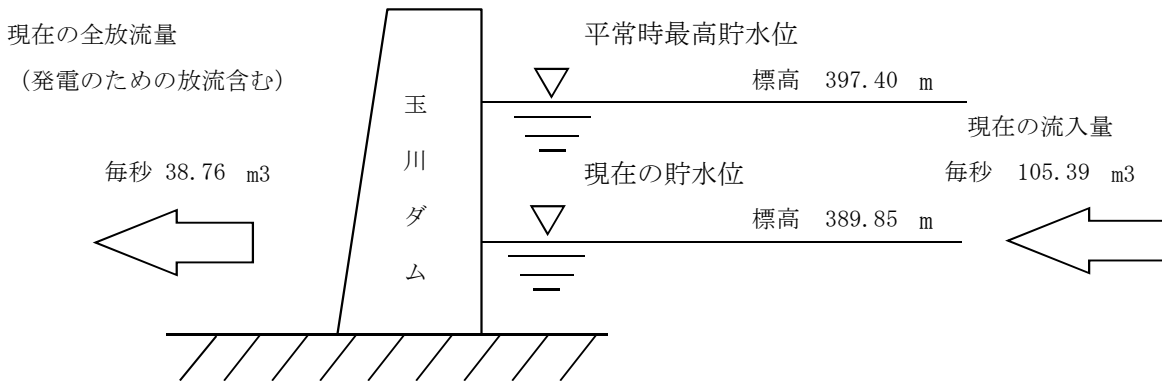 現在の全放流量
（発電のための放流含む）
毎秒 38.76 m3
玉川ダム
平常時最高貯水位
標高 397.40 m
現在の貯水位
標高 389.85 m
現在の流入量
毎秒 105.39 m3